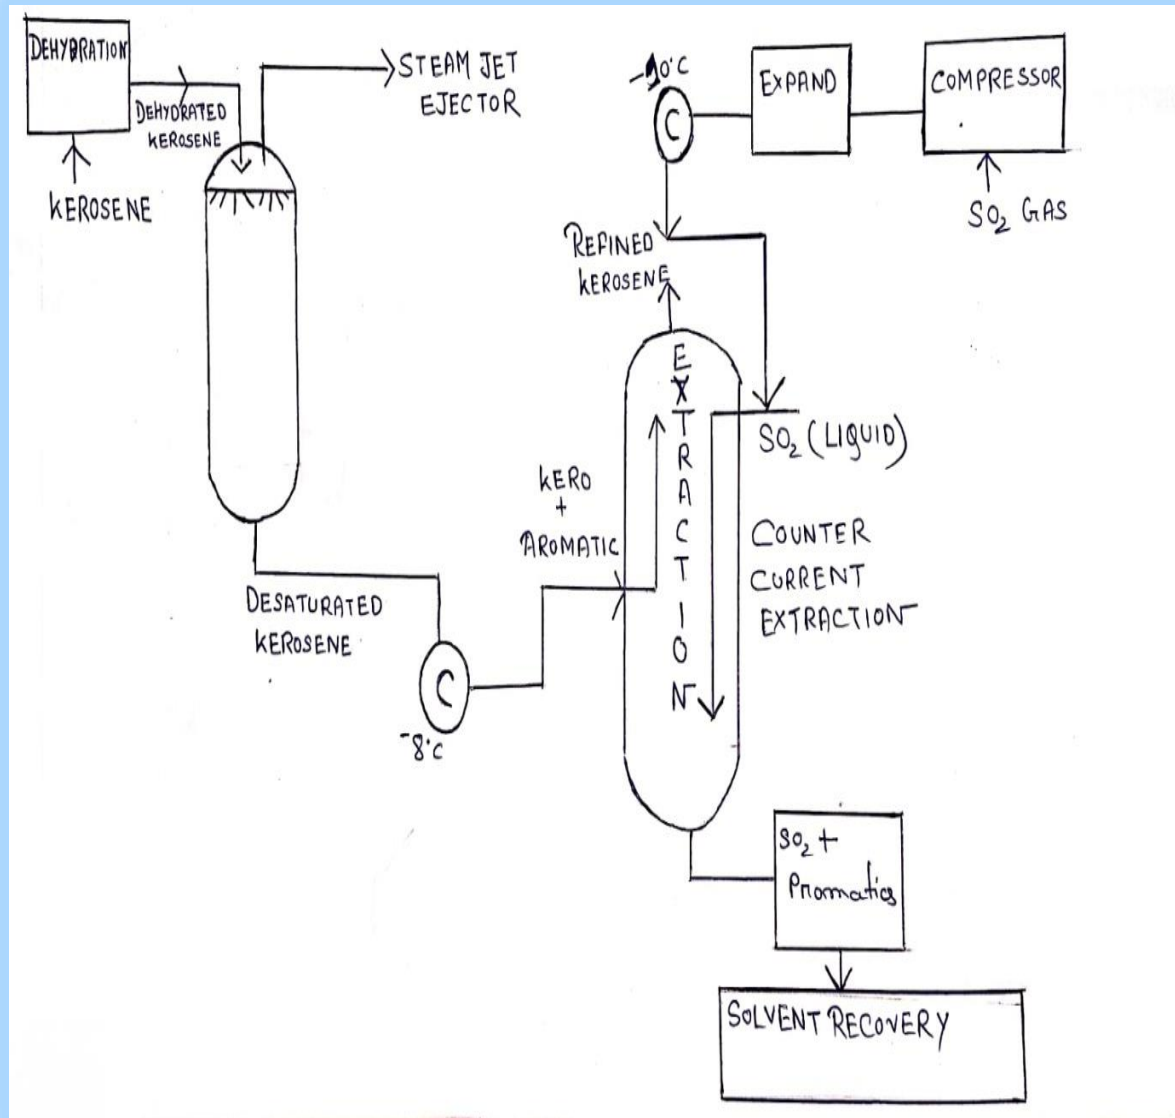 DEHYDRATION
DEHYDRATED
KEROSENE
KEROSENE
STEAM JET
EJECTOR
-10°C
C
EXPAND
COMPRESSOR
SO₂ GAS
REFINED
KEROSENE
EXTRACTION
SO₂ (LIQUID)
KERO
+
AROMATIC
COUNTER
CURRENT
EXTRACTION
DESATURATED
KEROSENE
C
-8°C
SO₂ +
Aromatics
SOLVENT RECOVERY